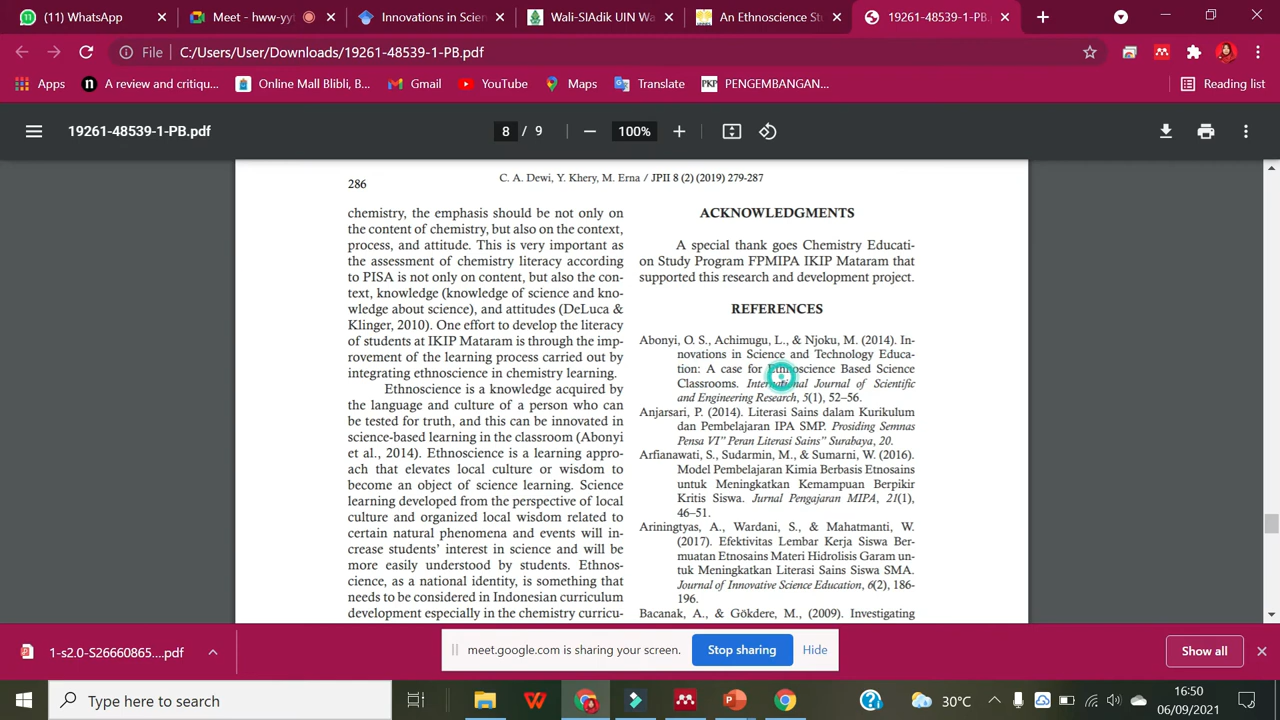 (11) WhatsApp
Meet - hww-yyt
Innovations in Scien
Wali-SIAdik UIN Wa
An Ethnoscience Stu
19261-48539-1-PB.
File
C:/Users/User/Downloads/19261-48539-1-PB.pdf
Apps
A review and critiqu...
Online Mall Blibli, B...
Gmail
YouTube
Maps
Translate
PENGEMBANGAN...
Reading list
19261-48539-1-PB.pdf
8 / 9
100%
286
C. A. Dewi, Y. Khery, M. Erna / JPII 8 (2) (2019) 279-287
chemistry, the emphasis should be not only on
the content of chemistry, but also on the context,
process, and attitude. This is very important as
the assessment of chemistry literacy according
to PISA is not only on content, but also the con-
text, knowledge (knowledge of science and kno-
wledge about science), and attitudes (DeLuca &
Klinger, 2010). One effort to develop the literacy
of students at IKIP Mataram is through the imp-
rovement of the learning process carried out by
integrating ethnoscience in chemistry learning.
Ethnoscience is a knowledge acquired by
the language and culture of a person who can
be tested for truth, and this can be innovated in
science-based learning in the classroom (Abonyi
et al., 2014). Ethnoscience is a learning appro-
ach that elevates local culture or wisdom to
become an object of science learning. Science
learning developed from the perspective of local
culture and organized local wisdom related to
certain natural phenomena and events will in-
crease students' interest in science and will be
more easily understood by students. Ethnos-
cience, as a national identity, is something that
needs to be considered in Indonesian curriculum
development especially in the chemistry curricu-
ACKNOWLEDGMENTS
A special thank goes Chemistry Educati-
on Study Program FPMIPA IKIP Mataram that
supported this research and development project.
REFERENCES
Abonyi, O. S., Achimugu, L., & Njoku, M. (2014). In-
novations in Science and Technology Educa-
tion: A case for Ethnoscience Based Science
Classrooms. International Journal of Scientific
and Engineering Research, 5(1), 52–56.
Anjarsari, P. (2014). Literasi Sains dalam Kurikulum
dan Pembelajaran IPA SMP. Prosiding Semnas
Pensa VI" Peran Literasi Sains" Surabaya, 20.
Arfianawati, S., Sudarmin, M., & Sumarni, W. (2016).
Model Pembelajaran Kimia Berbasis Etnosains
untuk Meningkatkan Kemampuan Berpikir
Kritis Siswa. Jurnal Pengajaran MIPA, 21(1),
46–51.
Ariningtyas, A., Wardani, S., & Mahatmanti, W.
(2017). Efektivitas Lembar Kerja Siswa Ber-
muatan Etnosains Materi Hidrolisis Garam un-
tuk Meningkatkan Literasi Sains Siswa SMA.
Journal of Innovative Science Education, 6(2), 186-
196.
Bacanak, A., & Gökdere, M., (2009). Investigating
1-s2.0-S26660865....pdf
meet.google.com is sharing your screen.
Stop sharing
Hide
Show all
Type here to search
30°C
16:50
06/09/2021